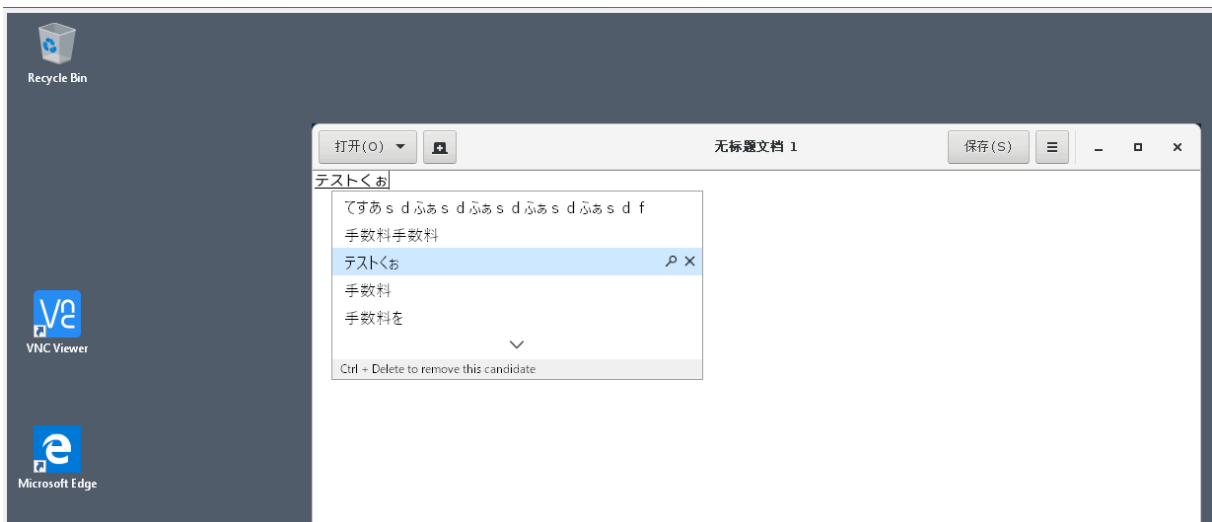 Recycle Bin
打开(O)
无标题文档 1
保存(S)
テストくぉ
てすあｓｄふぁｓｄふぁｓｄふぁｓｄふぁｓｄｆ
手数料手数料
テストくぉ
手数料
手数料を
Ctrl + Delete to remove this candidate
VNC Viewer
Microsoft Edge